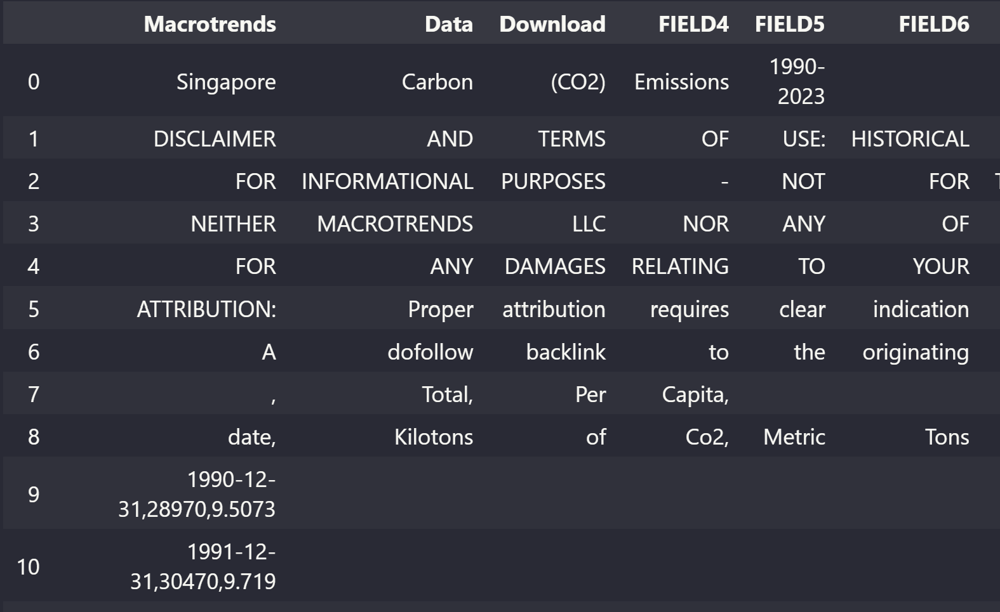 Macrotrends Data Download FIELD4 FIELD5 FIELD6
0 Singapore Carbon (CO2) Emissions 1990-
2023
1 DISCLAIMER AND TERMS OF USE: HISTORICAL
2 FOR INFORMATIONAL PURPOSES - NOT FOR
3 NEITHER MACROTRENDS LLC NOR ANY OF
4 FOR ANY DAMAGES RELATING TO YOUR
5 ATTRIBUTION: Proper attribution requires clear indication
6 A dofollow backlink to the originating
7 , Total, Per Capita,
8 date, Kilotons of Co2, Metric Tons
9 1990-12-
31,28970,9.5073
10 1991-12-
31,30470,9.719